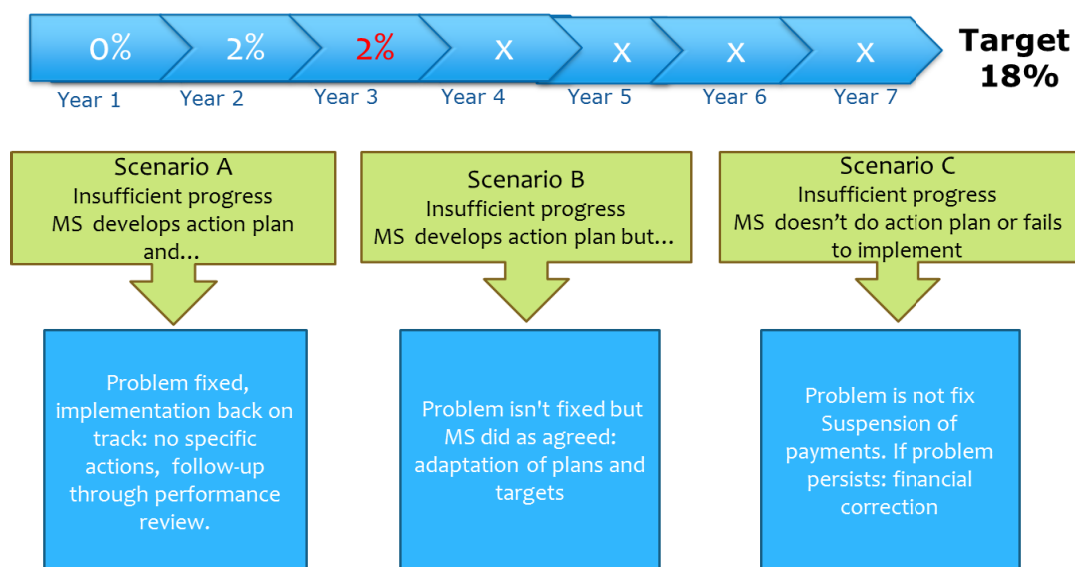 0% 2% 2% x x x x
Target
18%
Year 1 Year 2 Year 3 Year 4 Year 5 Year 6 Year 7
Scenario A
Insufficient progress
MS develops action plan
and...
Scenario B
Insufficient progress
MS develops action plan but...
Scenario C
Insufficient progress
MS doesn't do action plan or fails
to implement
Problem fixed,
implementation back on
track: no specific
actions, follow-up
through performance
review.
Problem isn't fixed but
MS did as agreed:
adaptation of plans and
targets
Problem is not fix
Suspension of
payments. If problem
persists: financial
correction